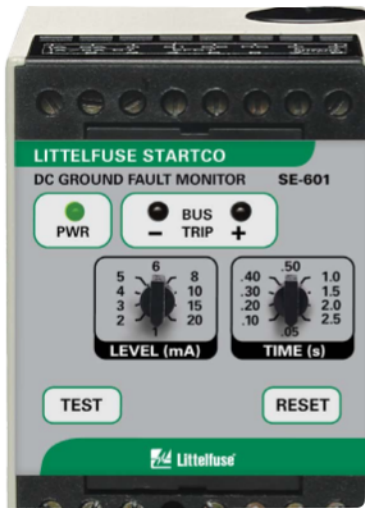 LITTELFUSE STARTCO
DC GROUND FAULT MONITOR SE-601
PWR
BUS
– TRIP +
6
5 8
4 10
3 15
2 20
1
LEVEL (mA)
.50
.40 1.0
.30 1.5
.20 2.0
.10 2.5
.05
TIME (s)
TEST
RESET
Littelfuse®